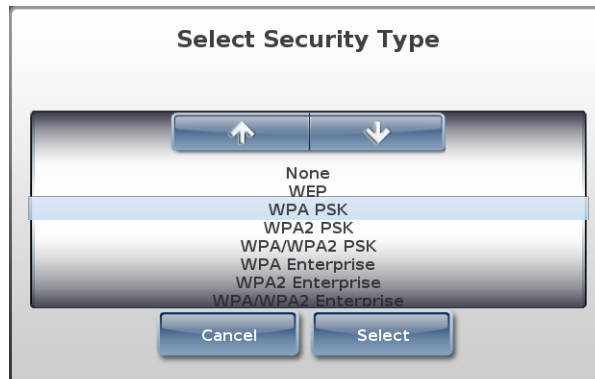 Select Security Type
None
WEP
WPA PSK
WPA2 PSK
WPA/WPA2 PSK
WPA Enterprise
WPA2 Enterprise
WPA/WPA2 Enterprise
Cancel Select